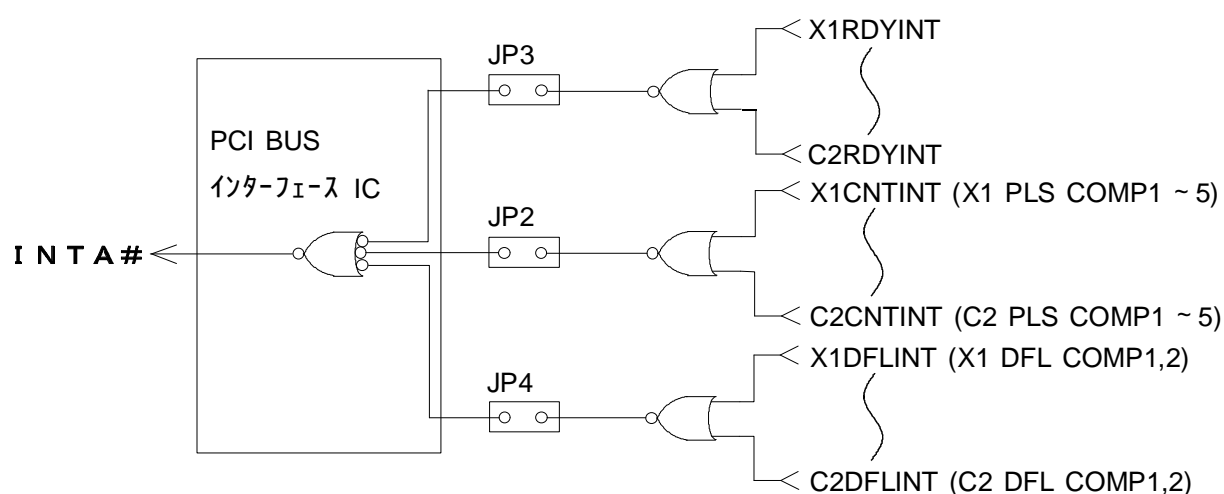 X1RDYINT
JP3
PCI BUS
インターフェース IC
C2RDYINT
X1CNTINT (X1 PLS COMP1 ~ 5)
JP2
INTA#
C2CNTINT (C2 PLS COMP1 ~ 5)
X1DFLINT (X1 DFL COMP1,2)
JP4
C2DFLINT (C2 DFL COMP1,2)